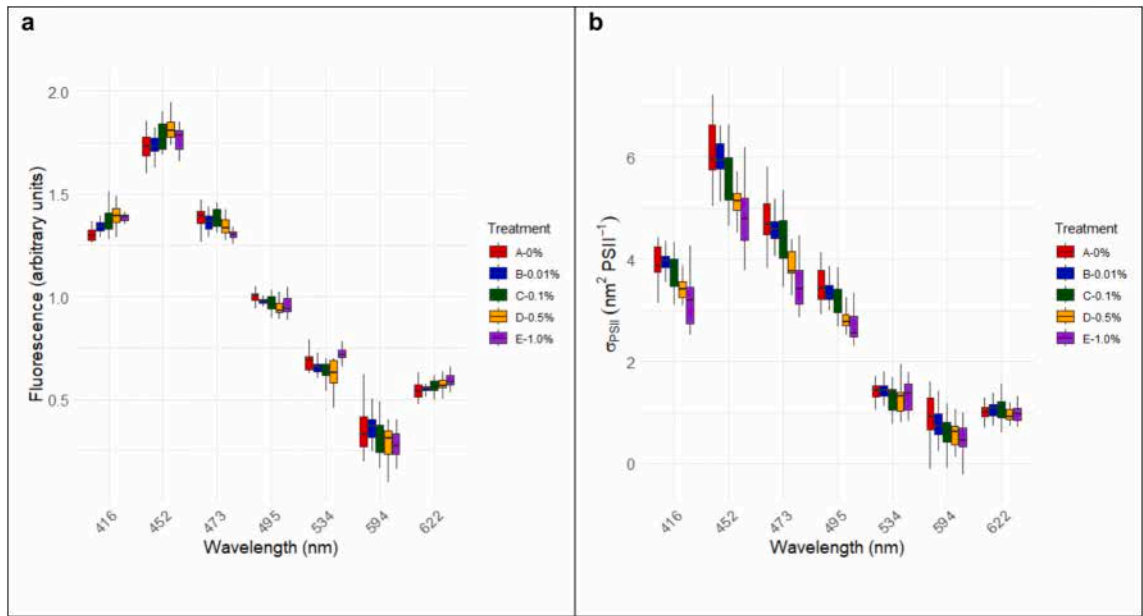 a
Fluorescence (arbitrary units)
2.0
1.5
1.0
0.5
416
452
473
495
534
594
622
Wavelength (nm)
Treatment
A-0%
B-0.01%
C-0.1%
D-0.5%
E-1.0%
b
σPSII (nm² PSII⁻¹)
6
4
2
0
416
452
473
495
534
594
622
Wavelength (nm)
Treatment
A-0%
B-0.01%
C-0.1%
D-0.5%
E-1.0%